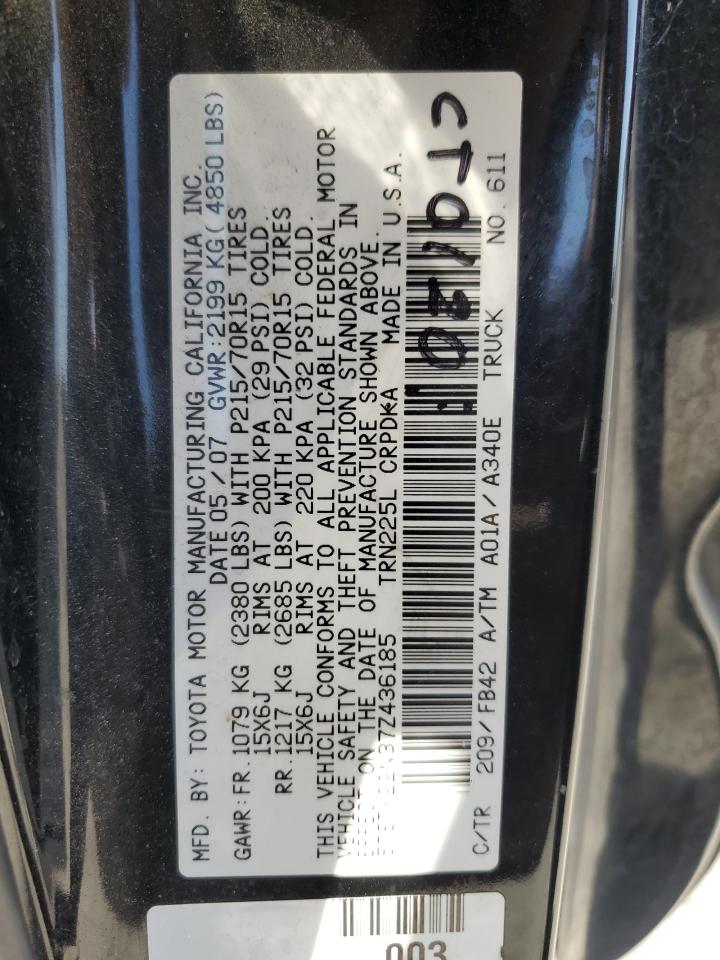 MFD. BY: TOYOTA MOTOR MANUFACTURING CALIFORNIA INC.
DATE 05 / 07 GVWR:2199 KG( 4850 LBS)
GAWR:FR.1079 KG (2380 LBS) WITH P215/70R15 TIRES
15X6J RIMS AT 200 KPA (29 PSI) COLD.
RR.1217 KG (2685 LBS) WITH P215/70R15 TIRES
15X6J RIMS AT 220 KPA (32 PSI) COLD.
THIS VEHICLE CONFORMS TO ALL APPLICABLE FEDERAL MOTOR
VEHICLE SAFETY AND THEFT PREVENTION STANDARDS IN
ON THE DATE OF MANUFACTURE SHOWN ABOVE.
37Z436185 TRN225L CRPDKA MADE IN U.S.A.
CT0180
C/TR 209/FB42 A/TM A01A/A340E TRUCK NO. 611
003